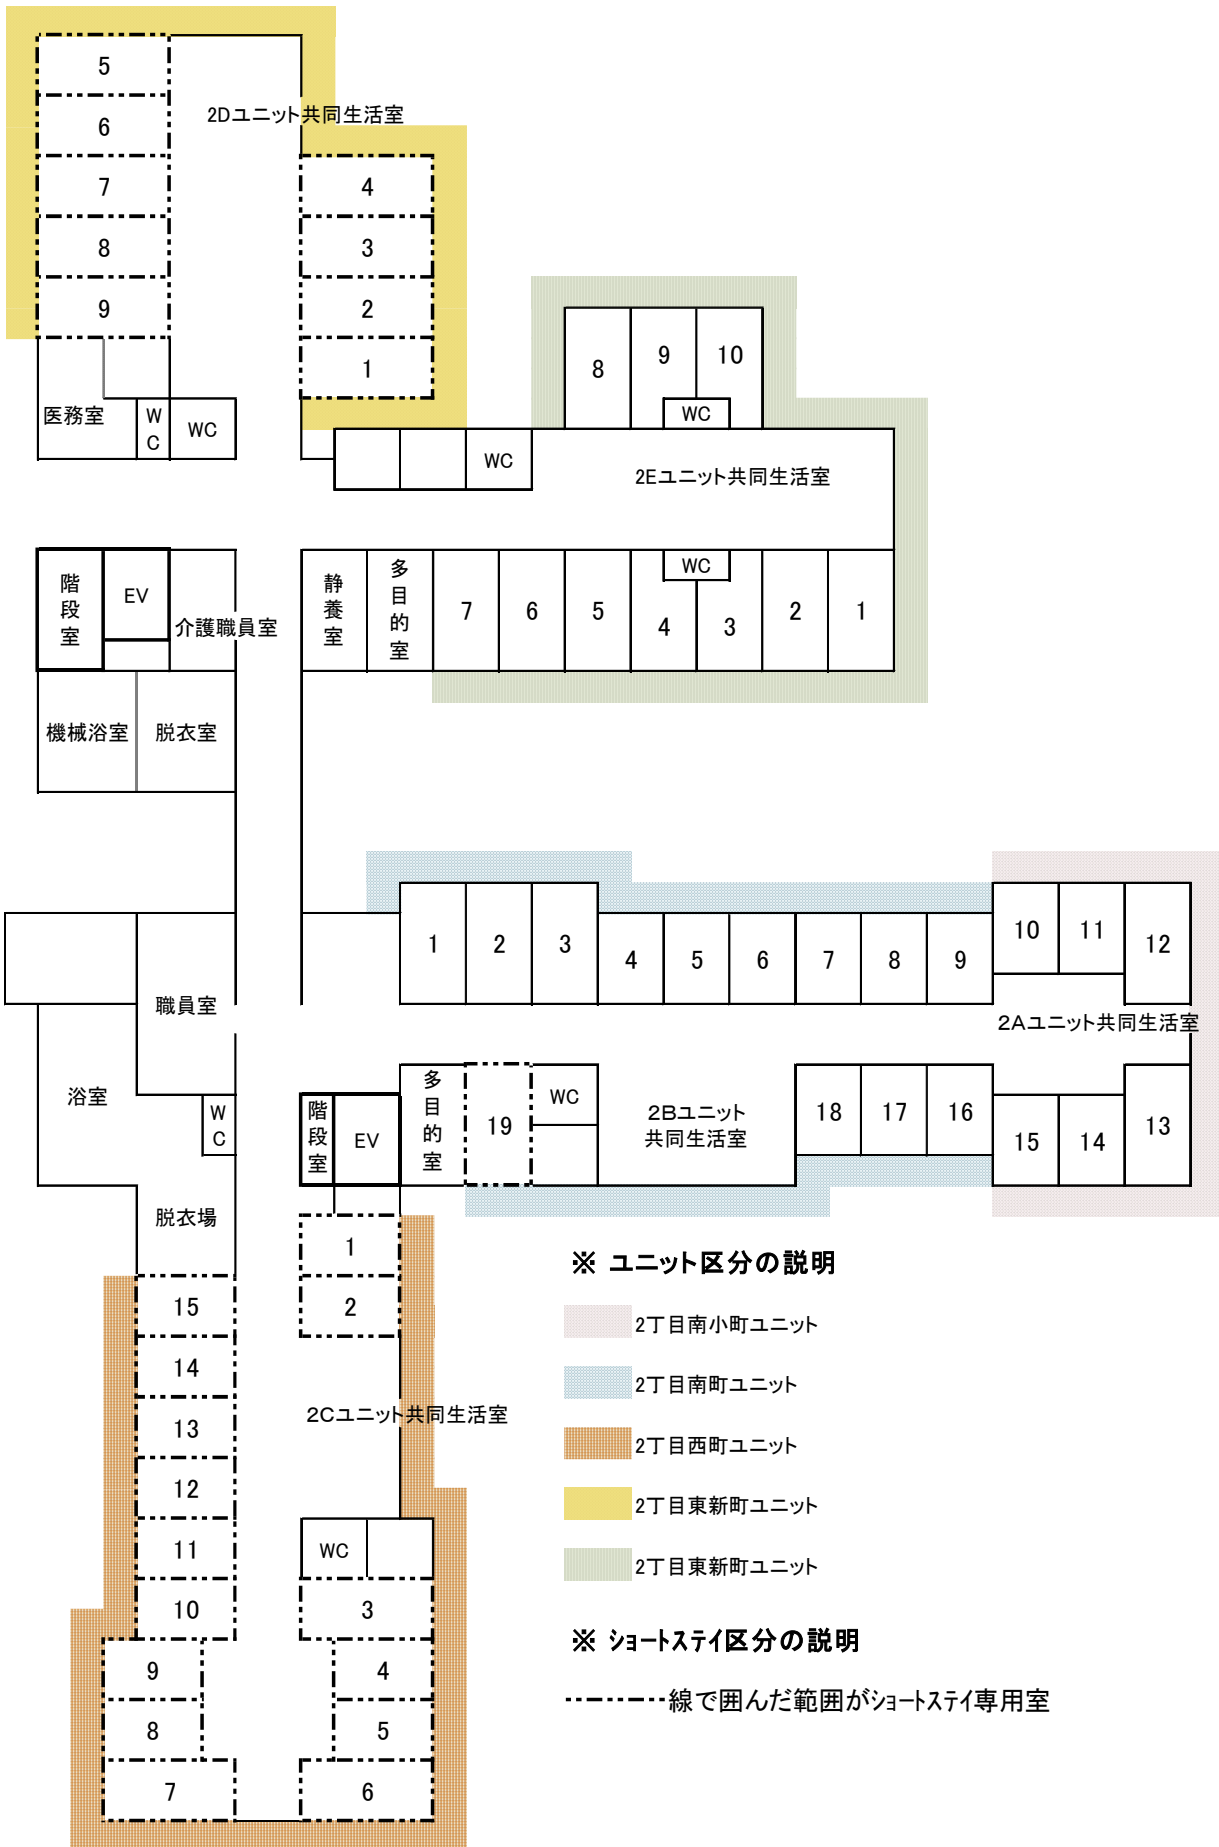 5
2Dユニット共同生活室
6
7
4
8
3
9
2
1
8
9
10
WC
医務室
WC
WC
WC
2Eユニット共同生活室
階段室
EV
介護職員室
静養室
多目的室
7
6
5
4
WC
3
2
1
機械浴室
脱衣室
1
2
3
4
5
6
7
8
9
10
11
12
職員室
2Aユニット共同生活室
浴室
WC
階段室
EV
多目的室
19
WC
2Bユニット
共同生活室
18
17
16
15
14
13
脱衣場
1
2
15
14
13
12
11
10
2Cユニット共同生活室
WC
3
9
4
8
5
7
6
※ ユニット区分の説明
2丁目南小町ユニット
2丁目南町ユニット
2丁目西町ユニット
2丁目東新町ユニット
2丁目東新町ユニット
※ ショートステイ区分の説明
線で囲んだ範囲がショートステイ専用室